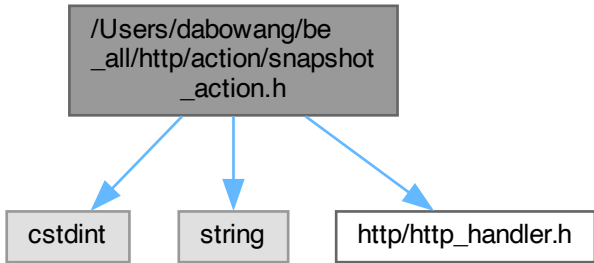 /Users/dabowang/be
_all/http/action/snapshot
_action.h
cstdint
string
http/http_handler.h